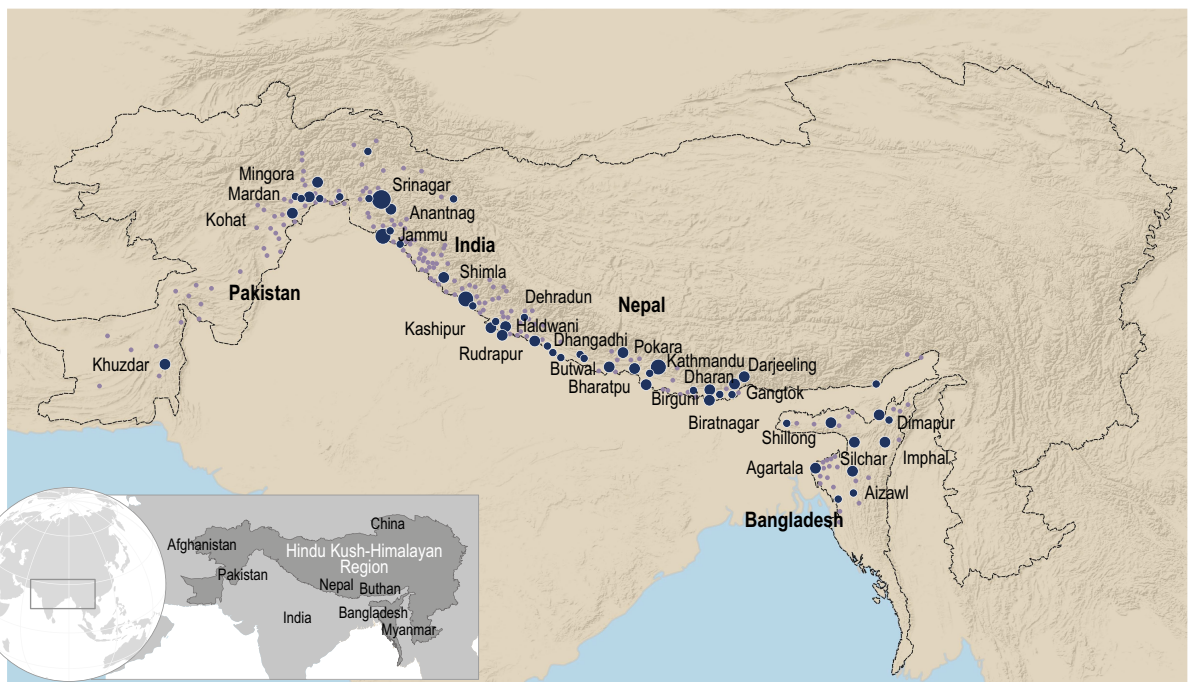 Mingora
Mardan
Srinagar
Kohat
Anantnag
Jammu
India
Shimla
Pakistan
Dehradun
Nepal
Kashipur
Haldwani
Dhangadhi
Rudrapur
Pokara
Khuzdar
Butwal
Kathmandu
Darjeeling
Bharatpu
Dharan
Birgunj
Gangtok
Biratnagar
Dimapur
Shillong
Silchar
Imphal
Agartala
Aizawl
Bangladesh
China
Afghanistan
Hindu Kush-Himalayan
Region
Pakistan
Nepal
Buthan
India
Bangladesh
Myanmar